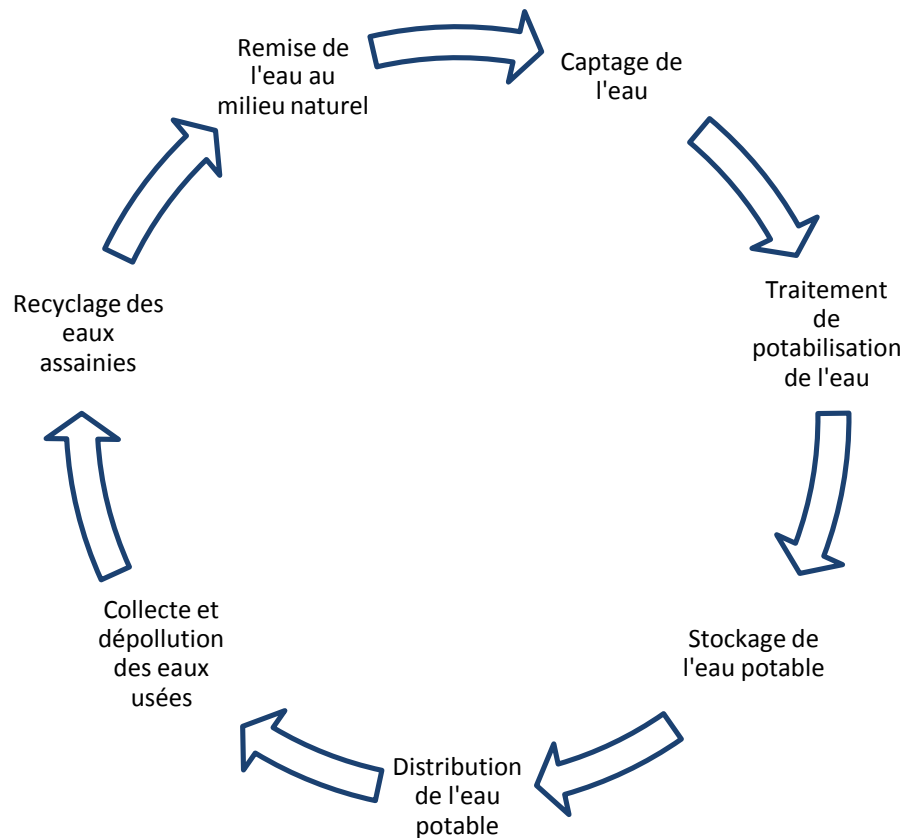 Remise de
l'eau au
milieu naturel
Captage de
l'eau
Traitement
de
potabilisation
de l'eau
Stockage de
l'eau potable
Distribution
de l'eau
potable
Collecte et
dépollution
des eaux
usées
Recyclage des
eaux
assainies